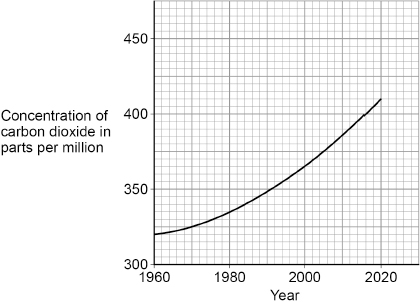 450
400
350
300
Concentration of
carbon dioxide in
parts per million
1960 1980 2000 2020
Year